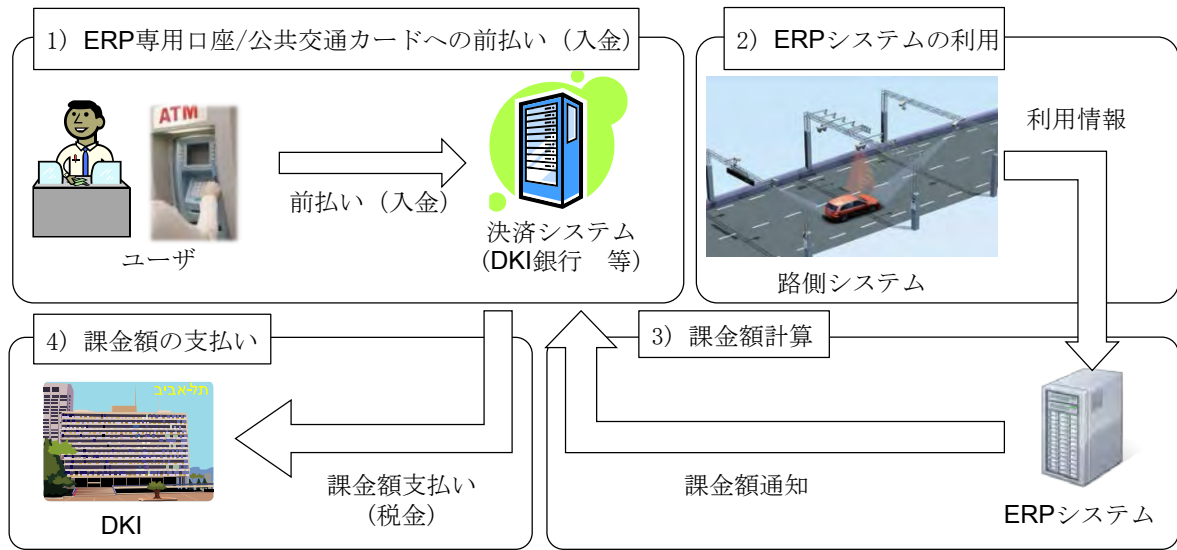 1）ERP専用口座/公共交通カードへの前払い（入金）
ATM
前払い（入金）
ユーザ
決済システム
（DKI銀行　等）
2）ERPシステムの利用
利用情報
路側システム
3）課金額計算
課金額通知
ERPシステム
4）課金額の支払い
תל-אביב
課金額支払い
（税金）
DKI